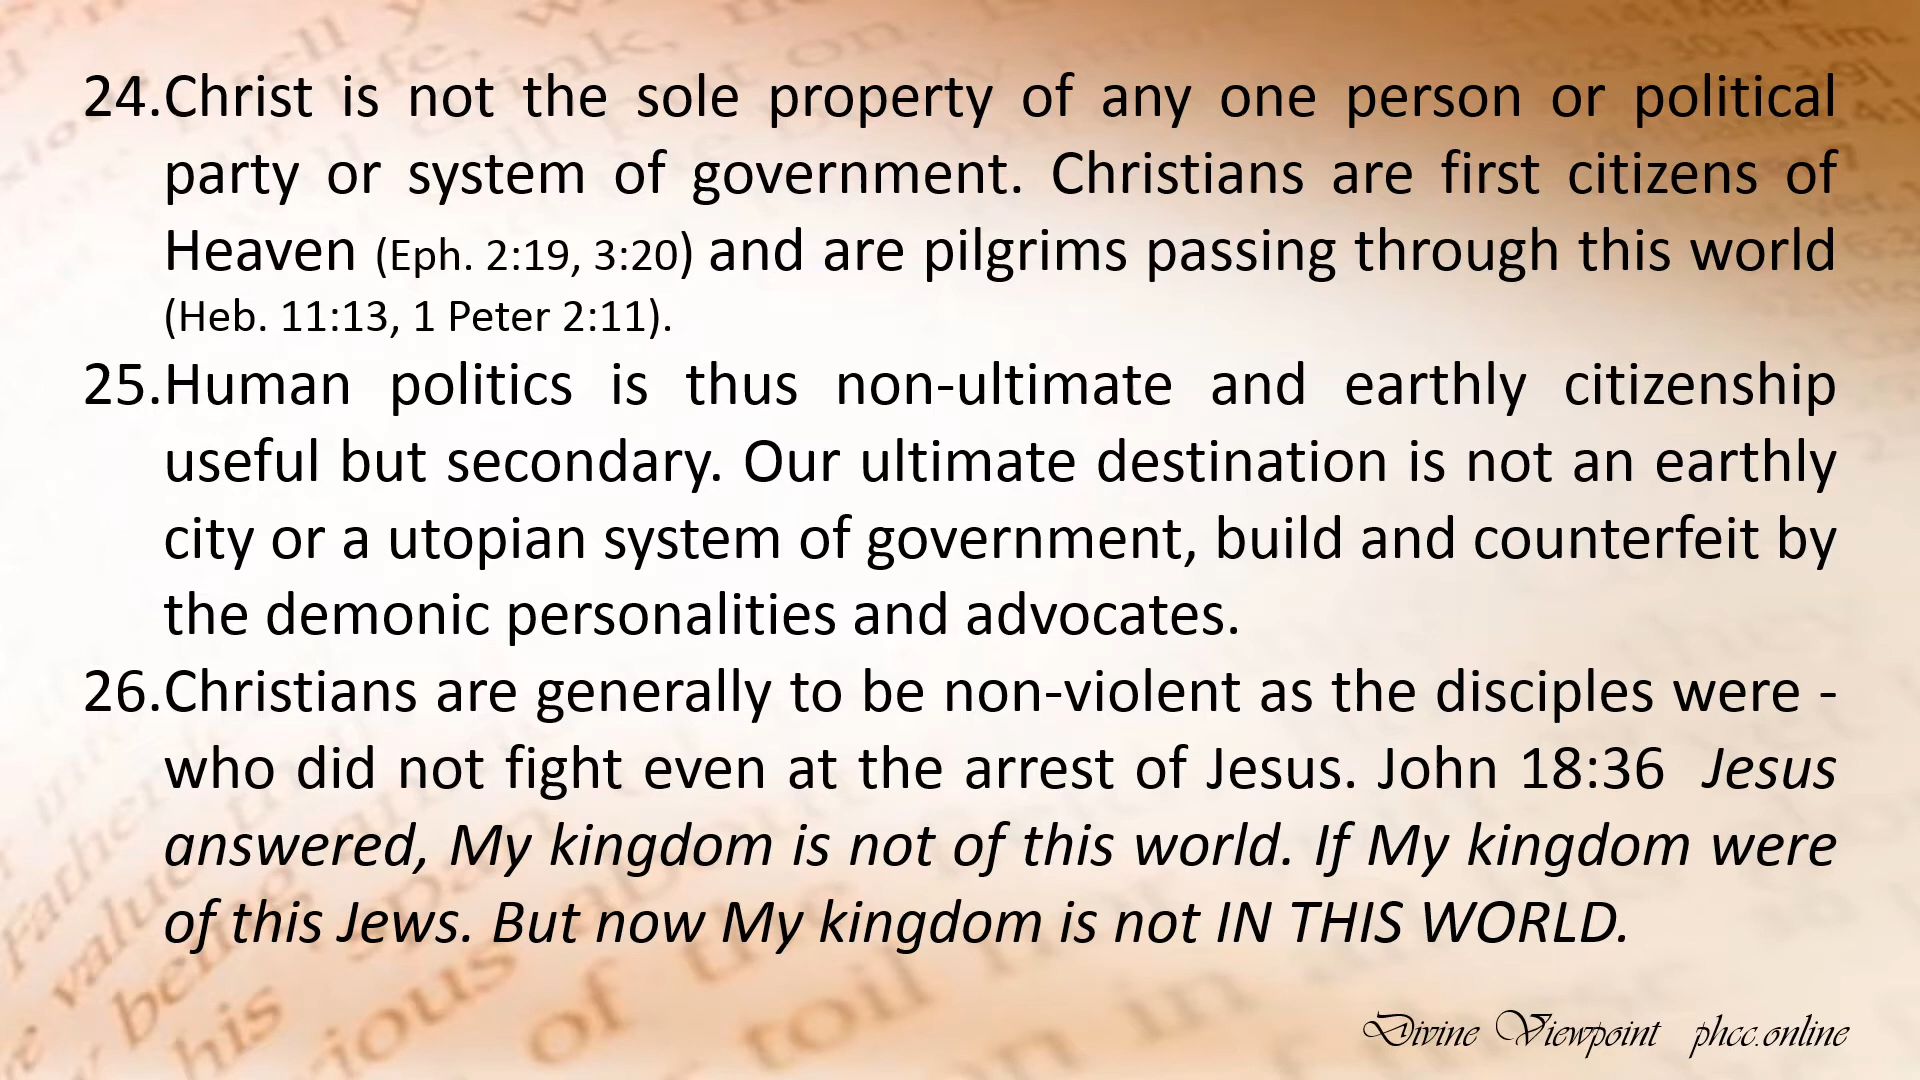 24.Christ is not the sole property of any one person or political
party or system of government. Christians are first citizens of
Heaven (Eph. 2:19, 3:20) and are pilgrims passing through this world
(Heb. 11:13, 1 Peter 2:11).
25.Human politics is thus non-ultimate and earthly citizenship
useful but secondary. Our ultimate destination is not an earthly
city or a utopian system of government, build and counterfeit by
the demonic personalities and advocates.
26.Christians are generally to be non-violent as the disciples were -
who did not fight even at the arrest of Jesus. John 18:36 Jesus
answered, My kingdom is not of this world. If My kingdom were
of this Jews. But now My kingdom is not IN THIS WORLD.
Divine Viewpoint phcc.online